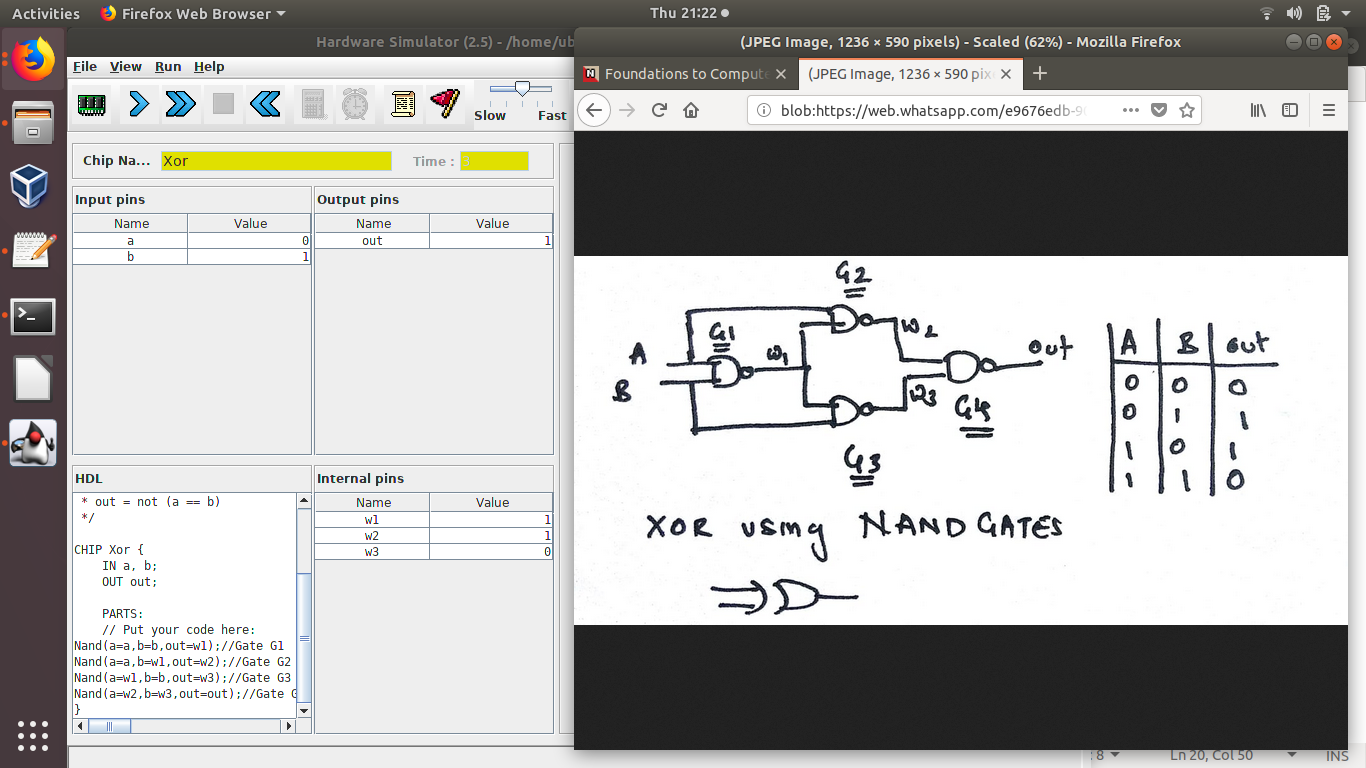 Activities
Firefox Web Browser
Thu 21:22
Hardware Simulator (2.5) - /home/ub
File View Run Help
Slow Fast
Chip Na... Xor Time : 3
Input pins
Name Value
a 0
b 1
Output pins
Name Value
out 1
HDL
* out = not (a == b)
*/
CHIP Xor {
IN a, b;
OUT out;
PARTS:
// Put your code here:
Nand(a=a,b=b,out=w1);//Gate G1
Nand(a=a,b=w1,out=w2);//Gate G2
Nand(a=w1,b=b,out=w3);//Gate G3
Nand(a=w2,b=w3,out=out);//Gate G
}
Internal pins
Name Value
w1 1
w2 1
w3 0
(JPEG Image, 1236 × 590 pixels) - Scaled (62%) - Mozilla Firefox
Foundations to Compute
(JPEG Image, 1236 × 590 pix
blob:https://web.whatsapp.com/e9676edb-9
G2
G1
A
B
w1
w2
w3
out
G4
G3
A B out
0 0 0
0 1 1
1 0 1
1 1 0
XOR using NAND GATES
8
Ln 20, Col 50
INS